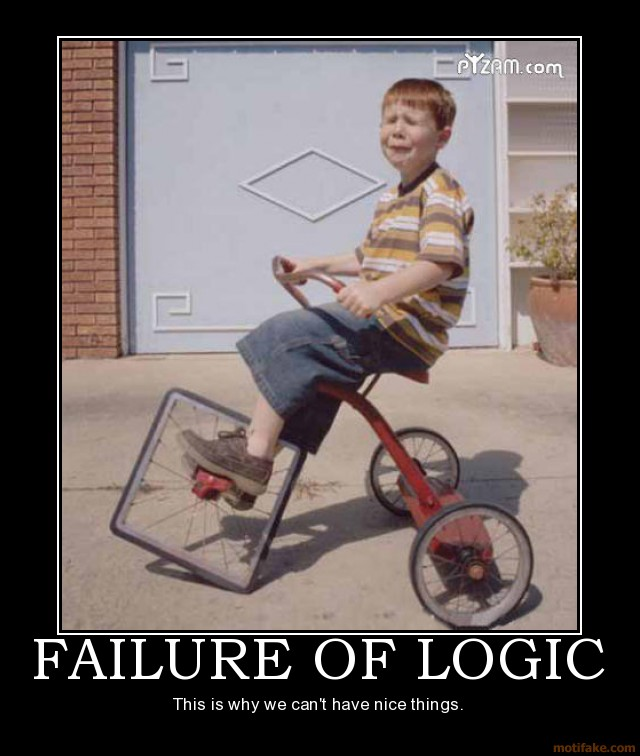 PYZAM.com
FAILURE OF LOGIC
This is why we can't have nice things.
motifake.com